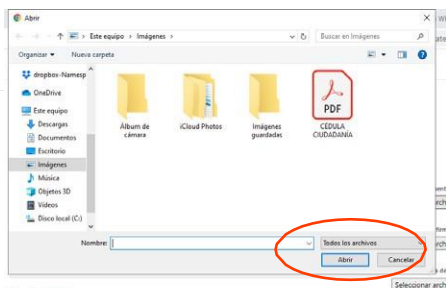 Abrir
Este equipo > Imágenes >
Buscar en Imágenes
Organizar
Nueva carpeta
dropbox-Namesp
OneDrive
Este equipo
Descargas
Documentos
Escritorio
Imágenes
Música
Objetos 3D
Vídeos
Disco local (C:)
Álbum de
cámara
iCloud Photos
Imágenes
guardadas
PDF
CÉDULA
CIUDADANÍA
Nombre:
Todos los archivos
Abrir
Cancelar
Seleccionar arch